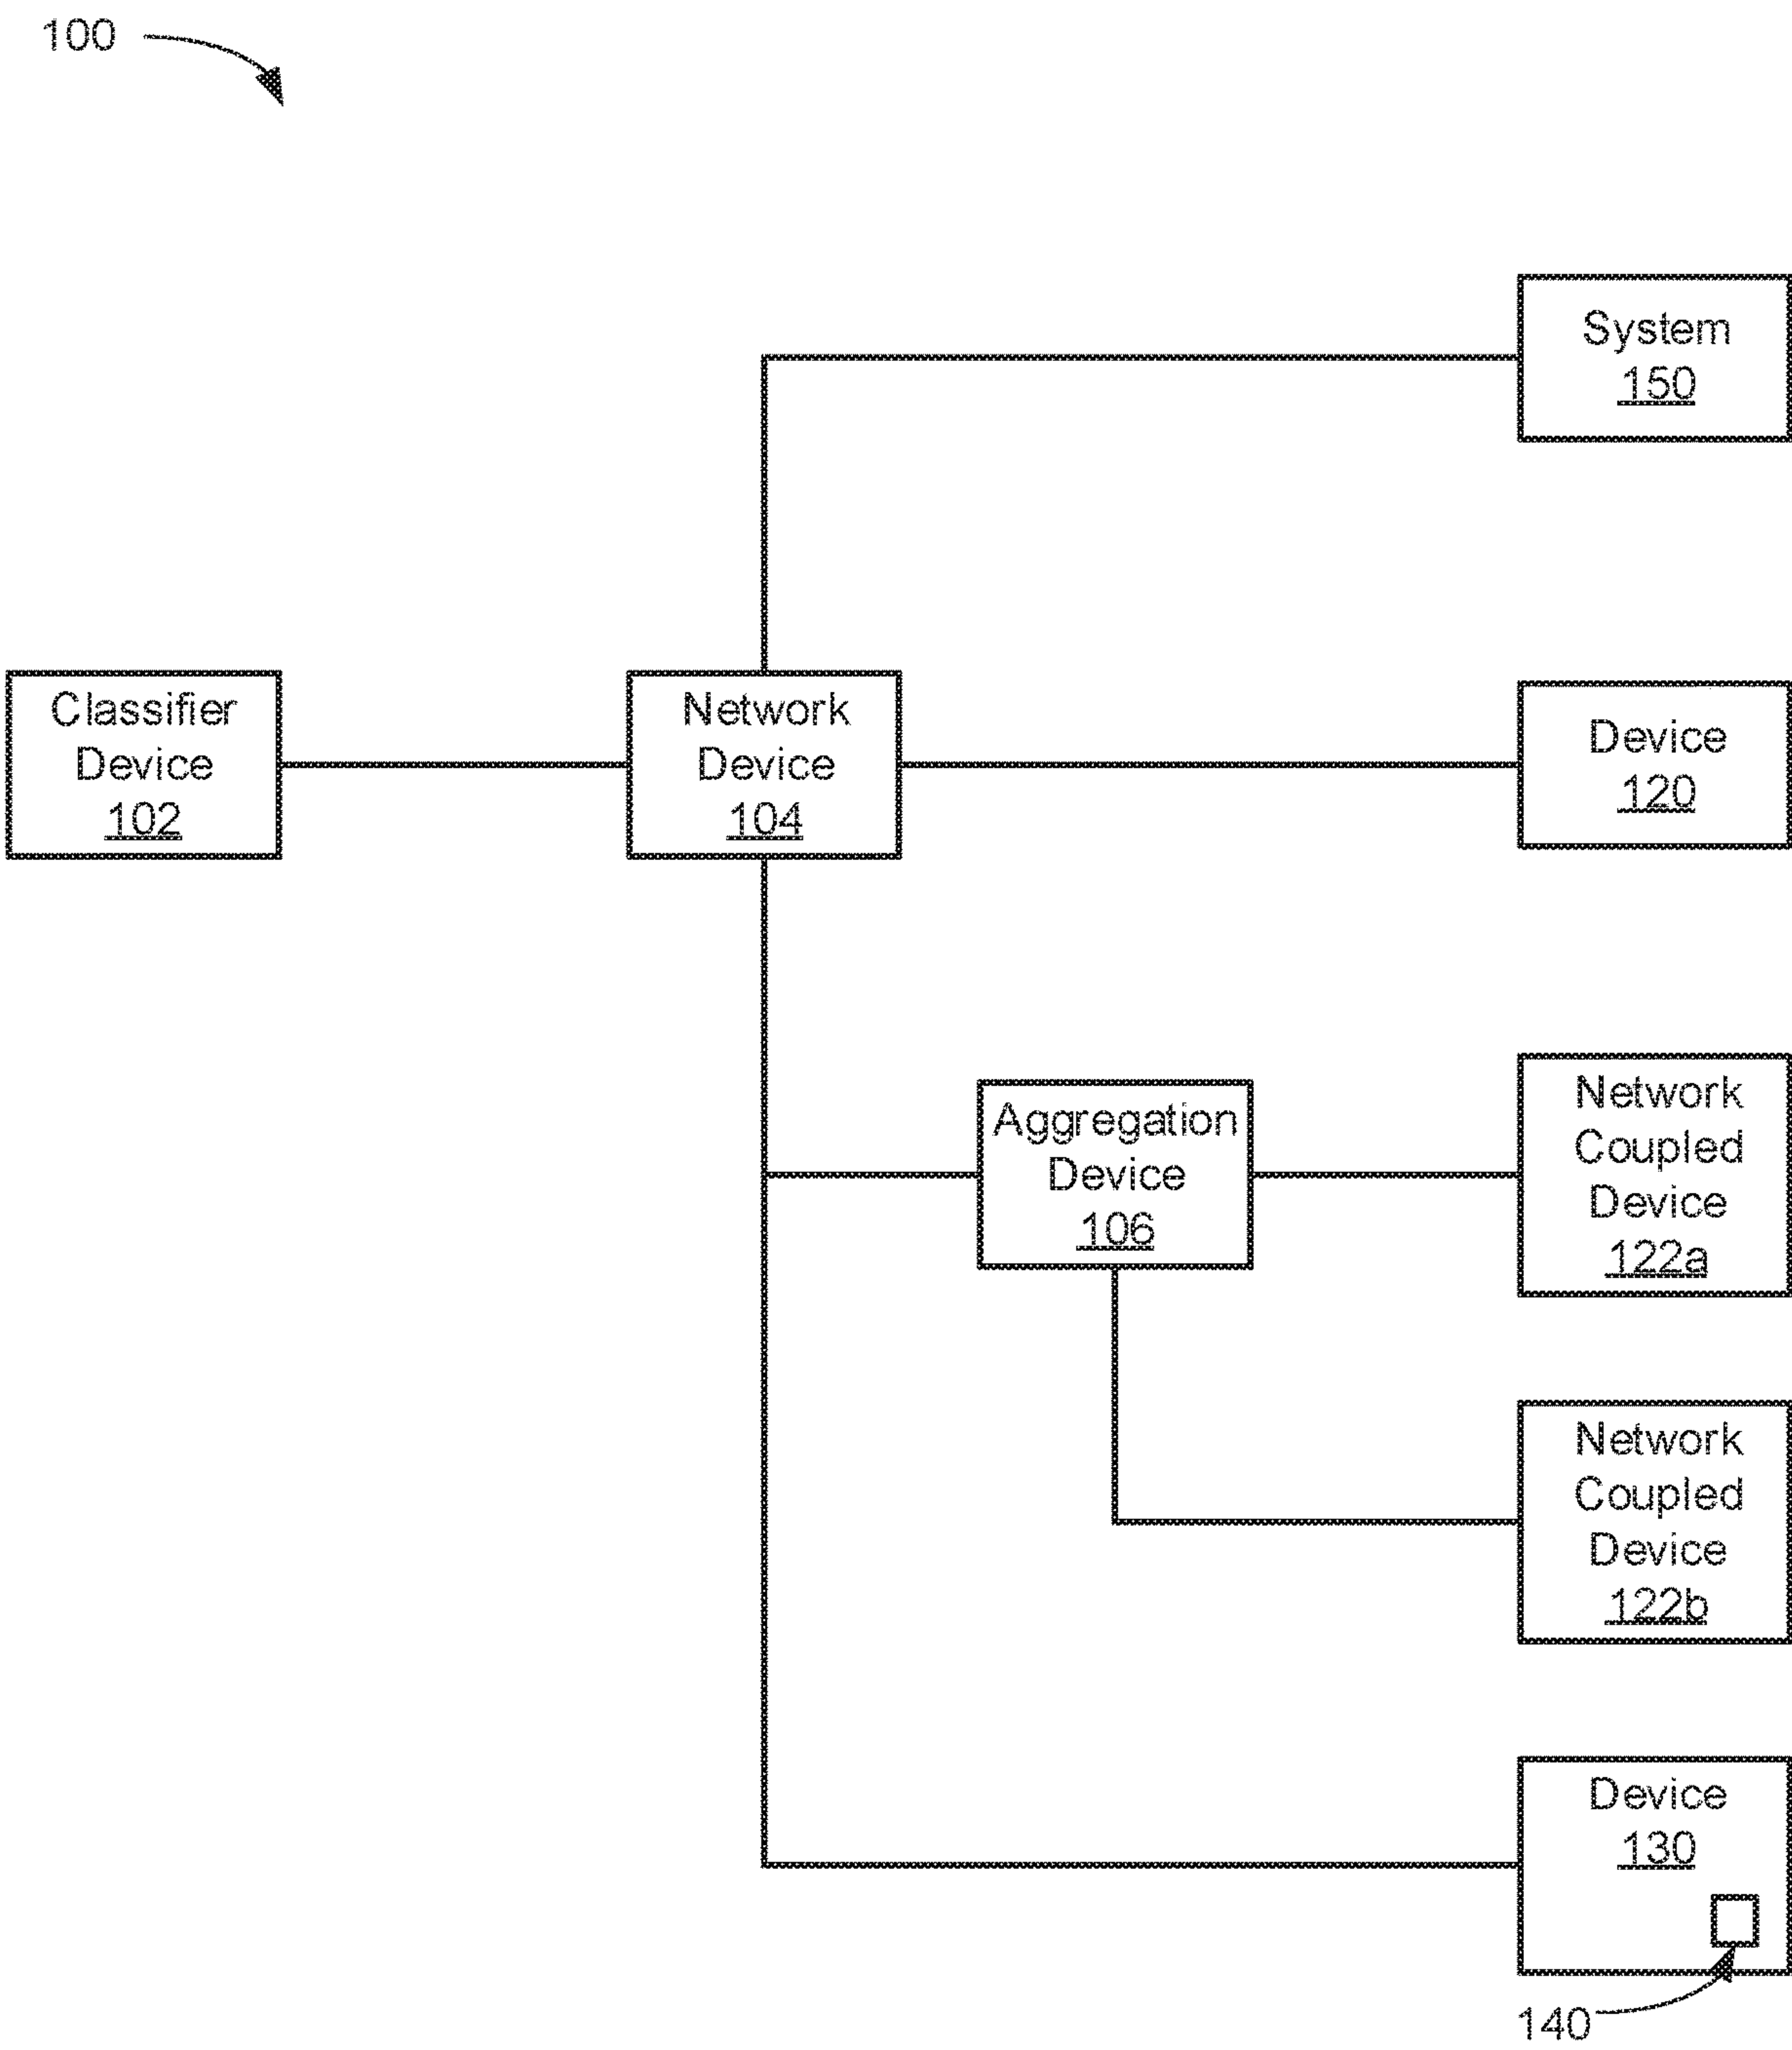 100
System
150
Classifier
Device
102
Network
Device
104
Device
120
Aggregation
Device
106
Network
Coupled
Device
122a
Network
Coupled
Device
122b
Device
130
140